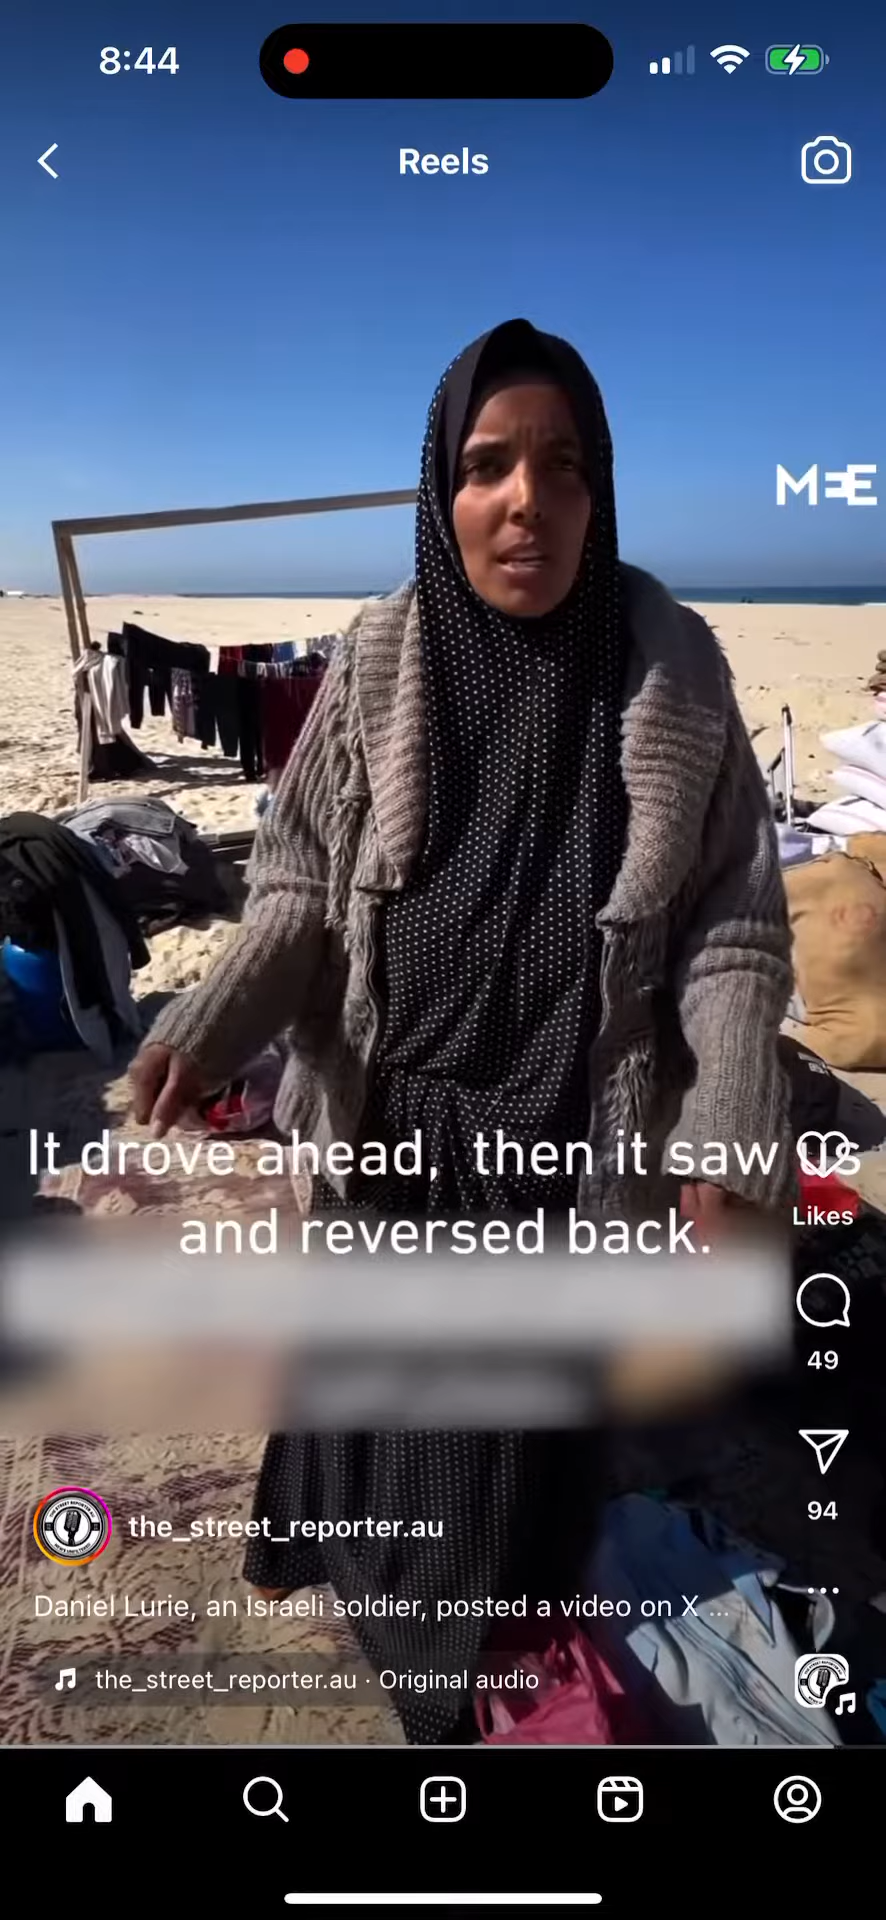 8:44
Reels
MEE
It drove ahead, then it saw us
and reversed back.
Likes
49
94
the_street_reporter.au
Daniel Lurie, an Israeli soldier, posted a video on X ...
the_street_reporter.au · Original audio